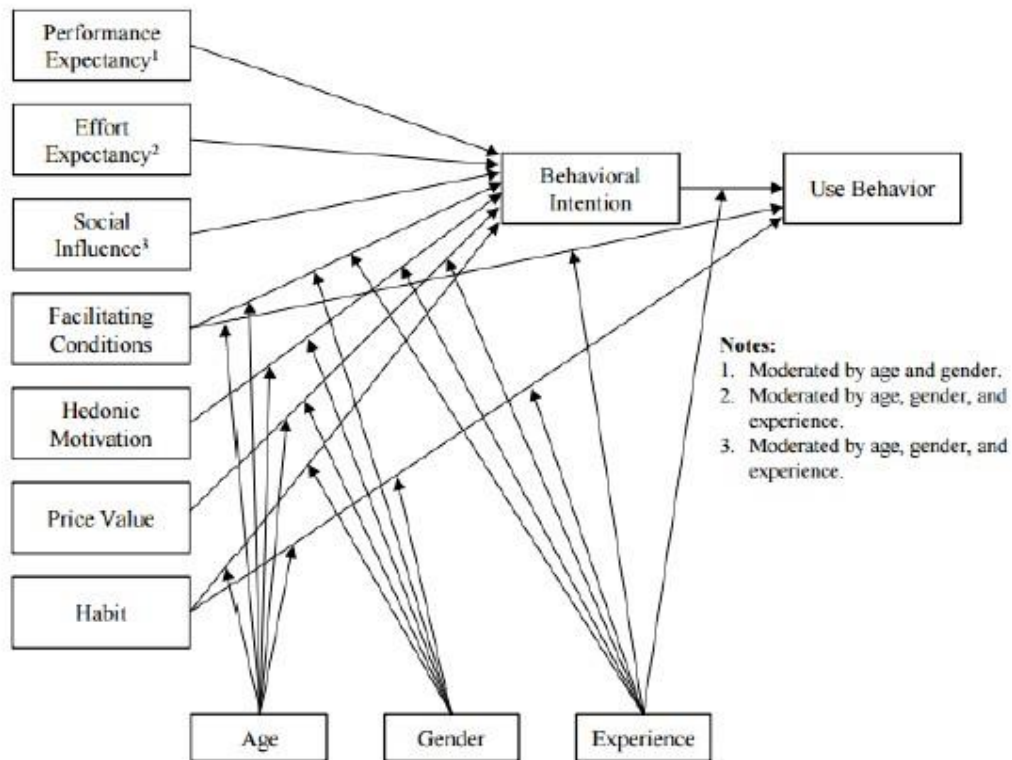 Performance
Expectancy¹
Effort
Expectancy²
Social
Influence³
Facilitating
Conditions
Hedonic
Motivation
Price Value
Habit
Behavioral
Intention
Use Behavior
Notes:
1. Moderated by age and gender.
2. Moderated by age, gender, and
experience.
3. Moderated by age, gender, and
experience.
Age
Gender
Experience